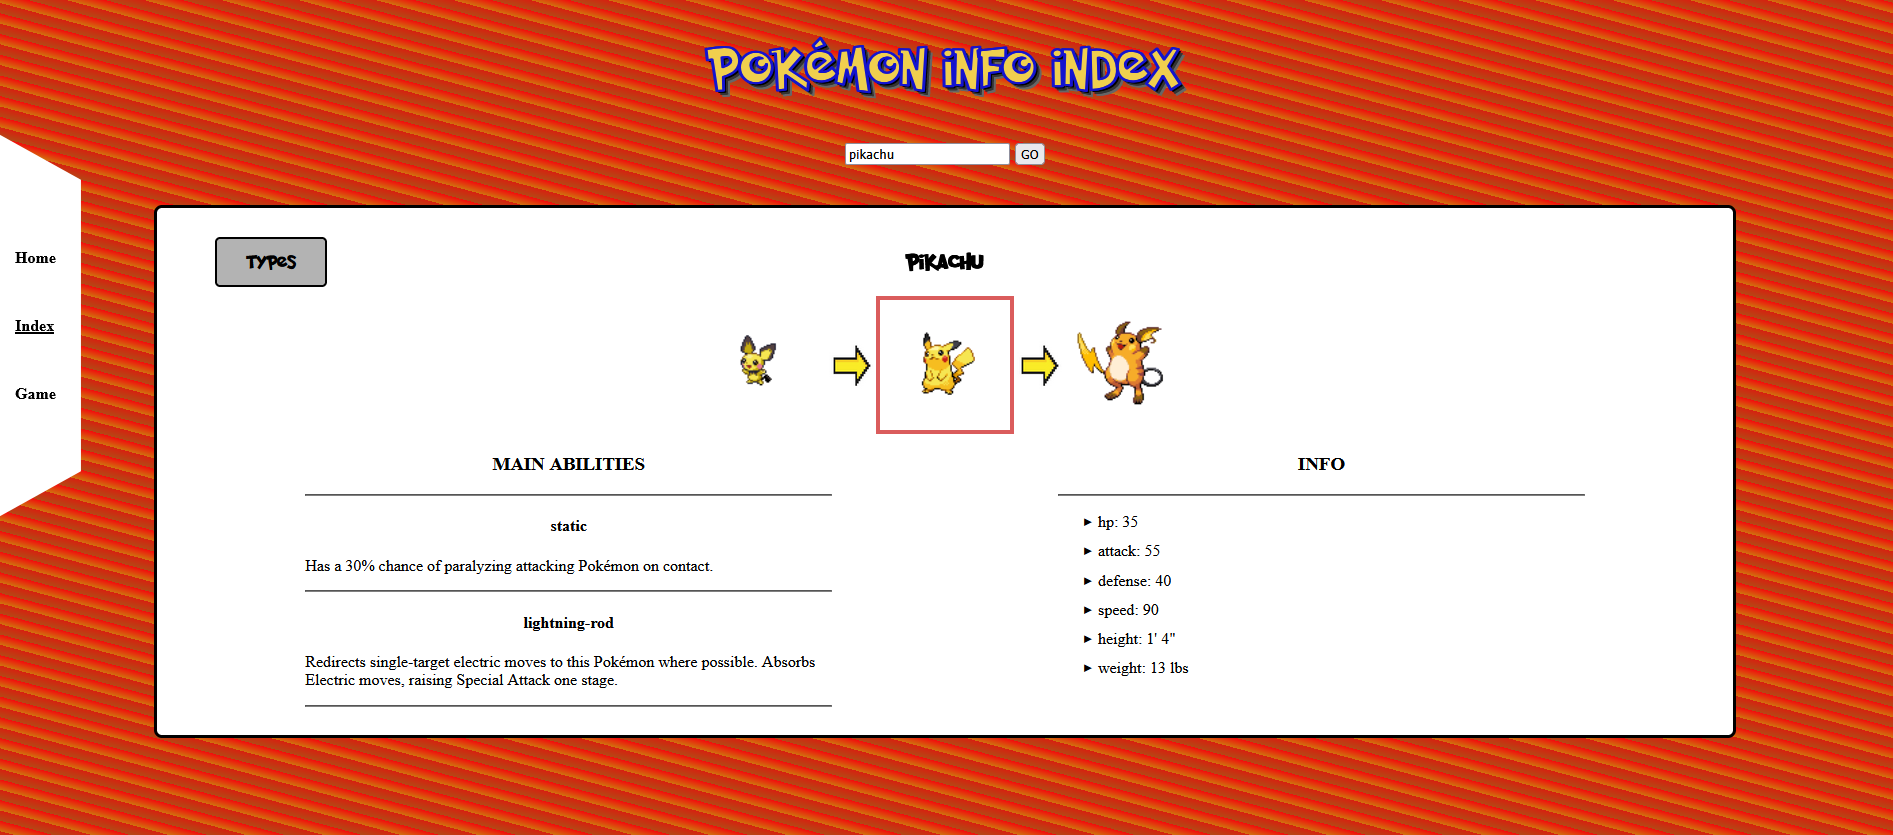 Pokémon Info Index
pikachu GO
Home
Index
Game
Types
Pikachu
MAIN ABILITIES
static
Has a 30% chance of paralyzing attacking Pokémon on contact.
lightning-rod
Redirects single-target electric moves to this Pokémon where possible. Absorbs
Electric moves, raising Special Attack one stage.
INFO
hp: 35
attack: 55
defense: 40
speed: 90
height: 1' 4"
weight: 13 lbs